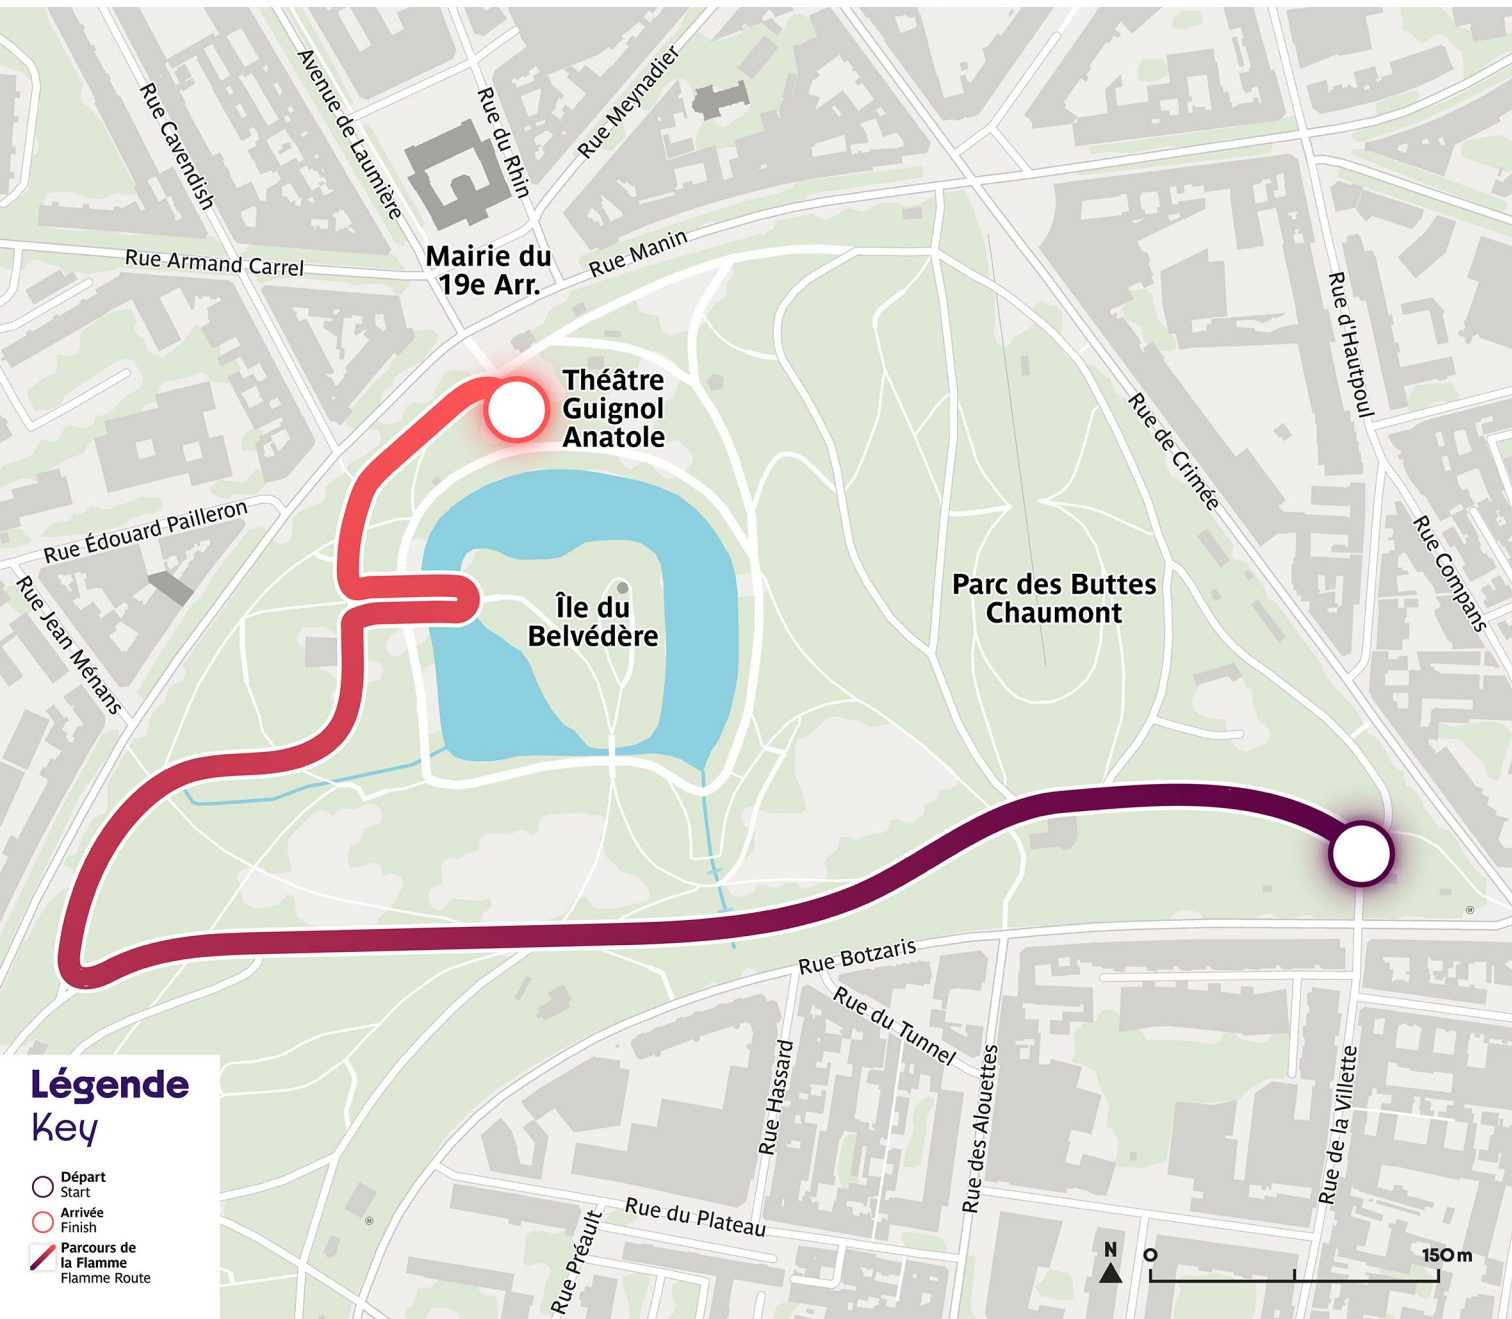 Rue Cavendish
Avenue de Laumière
Rue du Rhin
Rue Meynadier
Rue Armand Carrel
Mairie du
19e Arr.
Rue Manin
Rue d'Hautpoul
Théâtre
Guignol
Anatole
Rue de Crimée
Rue Édouard Pailleron
Rue Compans
Rue Jean Ménans
Île du
Belvédère
Parc des Buttes
Chaumont
Rue Botzaris
Rue du Tunnel
Rue Hassard
Rue des Alouettes
Rue de la Villette
Rue du Plateau
Rue Préault
Légende
Key
Départ
Start
Arrivée
Finish
Parcours de
la Flamme
Flamme Route
N
0
150m